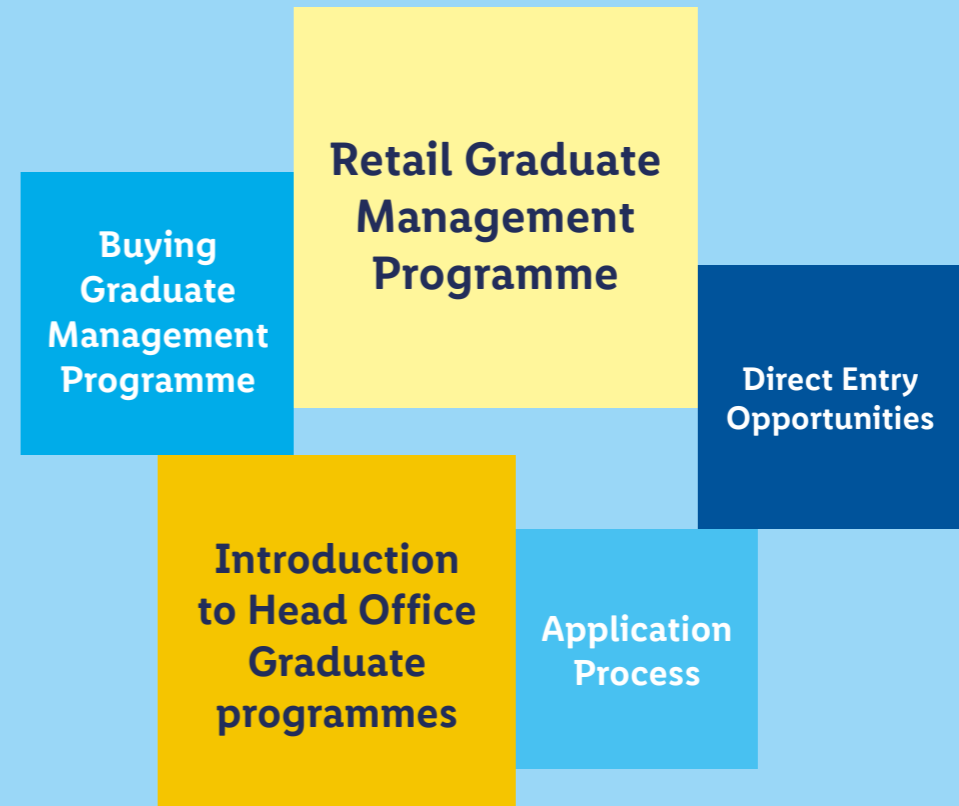 Retail Graduate
Management
Programme
Buying
Graduate
Management
Programme
Direct Entry
Opportunities
Introduction
to Head Office
Graduate
programmes
Application
Process